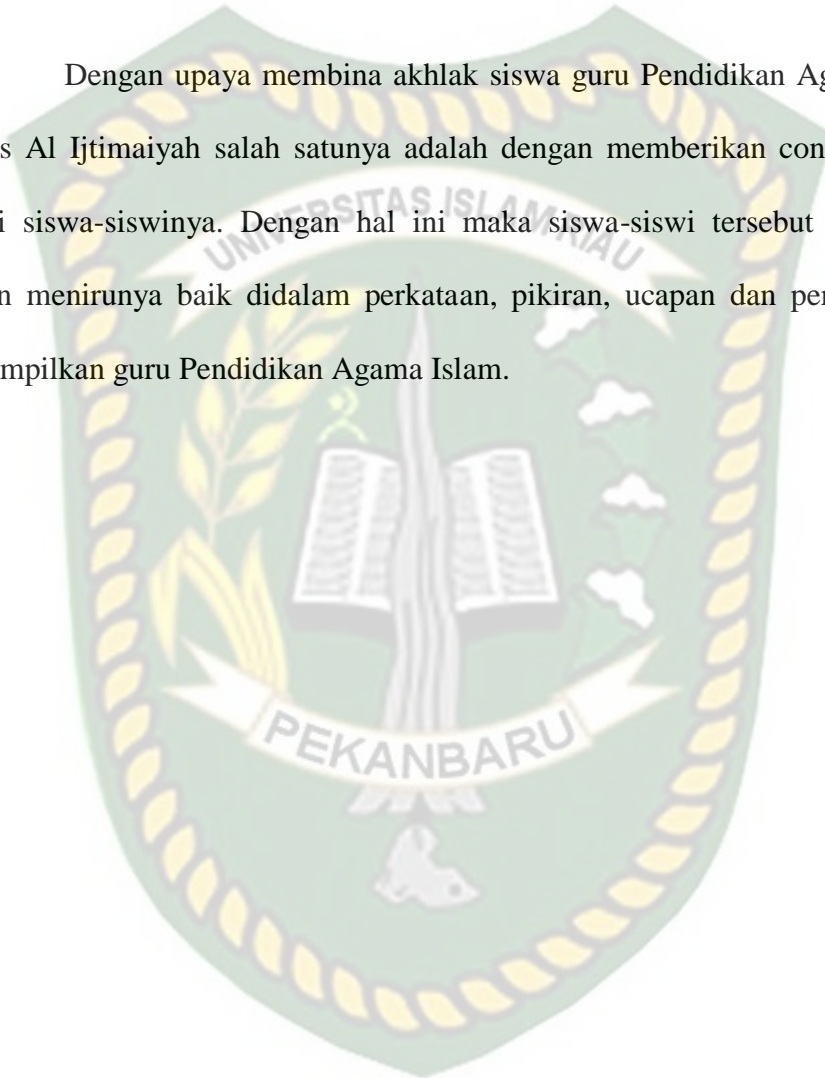 Dengan upaya membina akhlak siswa guru Pendidikan Ag
s Al Ijtimaiyah salah satunya adalah dengan memberikan con
i siswa-siswinya. Dengan hal ini maka siswa-siswi tersebut
n menirunya baik didalam perkataan, pikiran, ucapan dan per
mpilkan guru Pendidikan Agama Islam.
UNIVERSITAS ISLAM RIAU
PEKANBARU